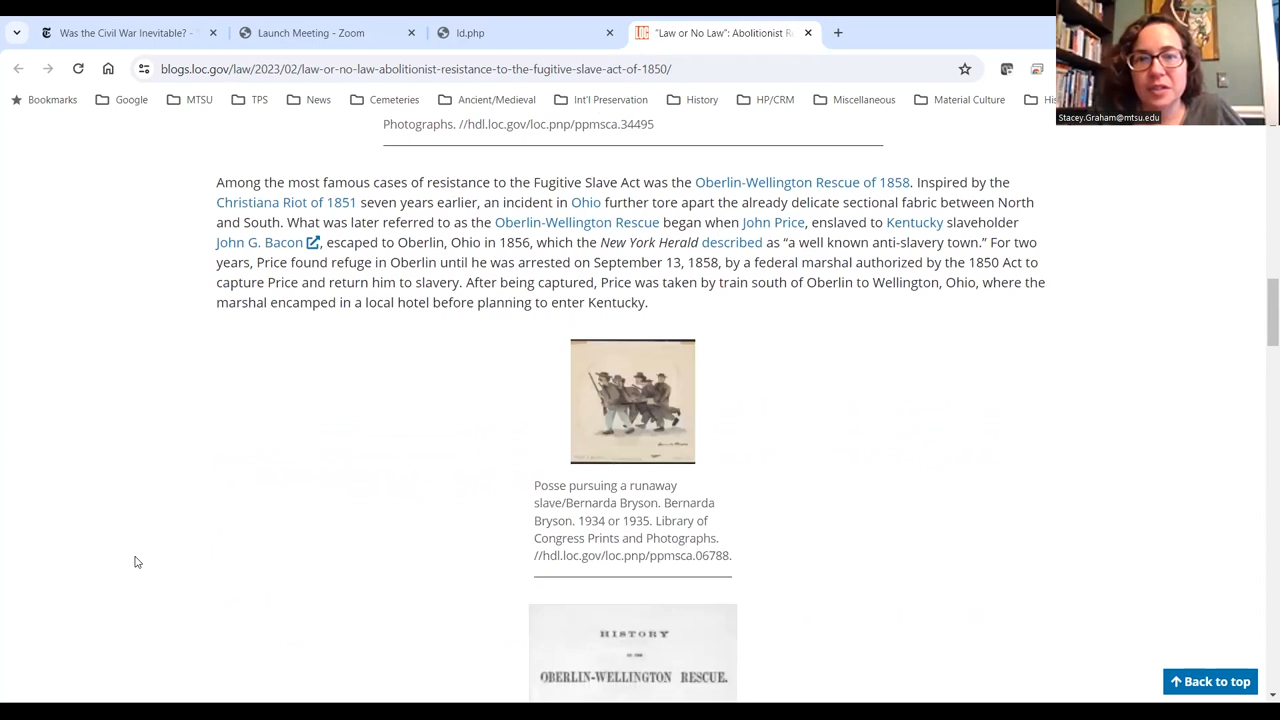 Was the Civil War Inevitable? -
Launch Meeting - Zoom
ld.php
"Law or No Law": Abolitionist R
blogs.loc.gov/law/2023/02/law-or-no-law-abolitionist-resistance-to-the-fugitive-slave-act-of-1850/
Bookmarks Google MTSU TPS News Cemeteries Ancient/Medieval Int'l Preservation History HP/CRM Miscellaneous Material Culture His
Stacey.Graham@mtsu.edu
Photographs. //hdl.loc.gov/loc.pnp/ppmsca.34495
Among the most famous cases of resistance to the Fugitive Slave Act was the Oberlin-Wellington Rescue of 1858. Inspired by the
Christiana Riot of 1851 seven years earlier, an incident in Ohio further tore apart the already delicate sectional fabric between North
and South. What was later referred to as the Oberlin-Wellington Rescue began when John Price, enslaved to Kentucky slaveholder
John G. Bacon, escaped to Oberlin, Ohio in 1856, which the New York Herald described as “a well known anti-slavery town.” For two
years, Price found refuge in Oberlin until he was arrested on September 13, 1858, by a federal marshal authorized by the 1850 Act to
capture Price and return him to slavery. After being captured, Price was taken by train south of Oberlin to Wellington, Ohio, where the
marshal encamped in a local hotel before planning to enter Kentucky.
Posse pursuing a runaway
slave/Bernarda Bryson. Bernarda
Bryson. 1934 or 1935. Library of
Congress Prints and Photographs.
//hdl.loc.gov/loc.pnp/ppmsca.06788.
HISTORY
OF THE
OBERLIN-WELLINGTON RESCUE.
Back to top